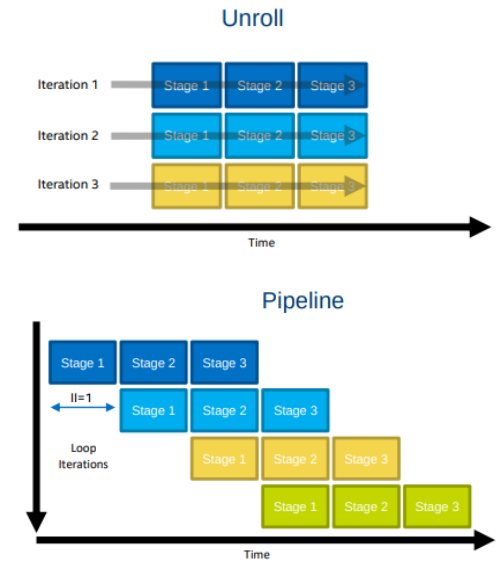 Unroll
Iteration 1
Stage 1 Stage 2 Stage 3
Iteration 2
Stage 1 Stage 2 Stage 3
Iteration 3
Stage 1 Stage 2 Stage 3
Time
Pipeline
Stage 1 Stage 2 Stage 3
II=1
Stage 1 Stage 2 Stage 3
Loop
Iterations
Stage 1 Stage 2 Stage 3
Stage 1 Stage 2 Stage 3
Time